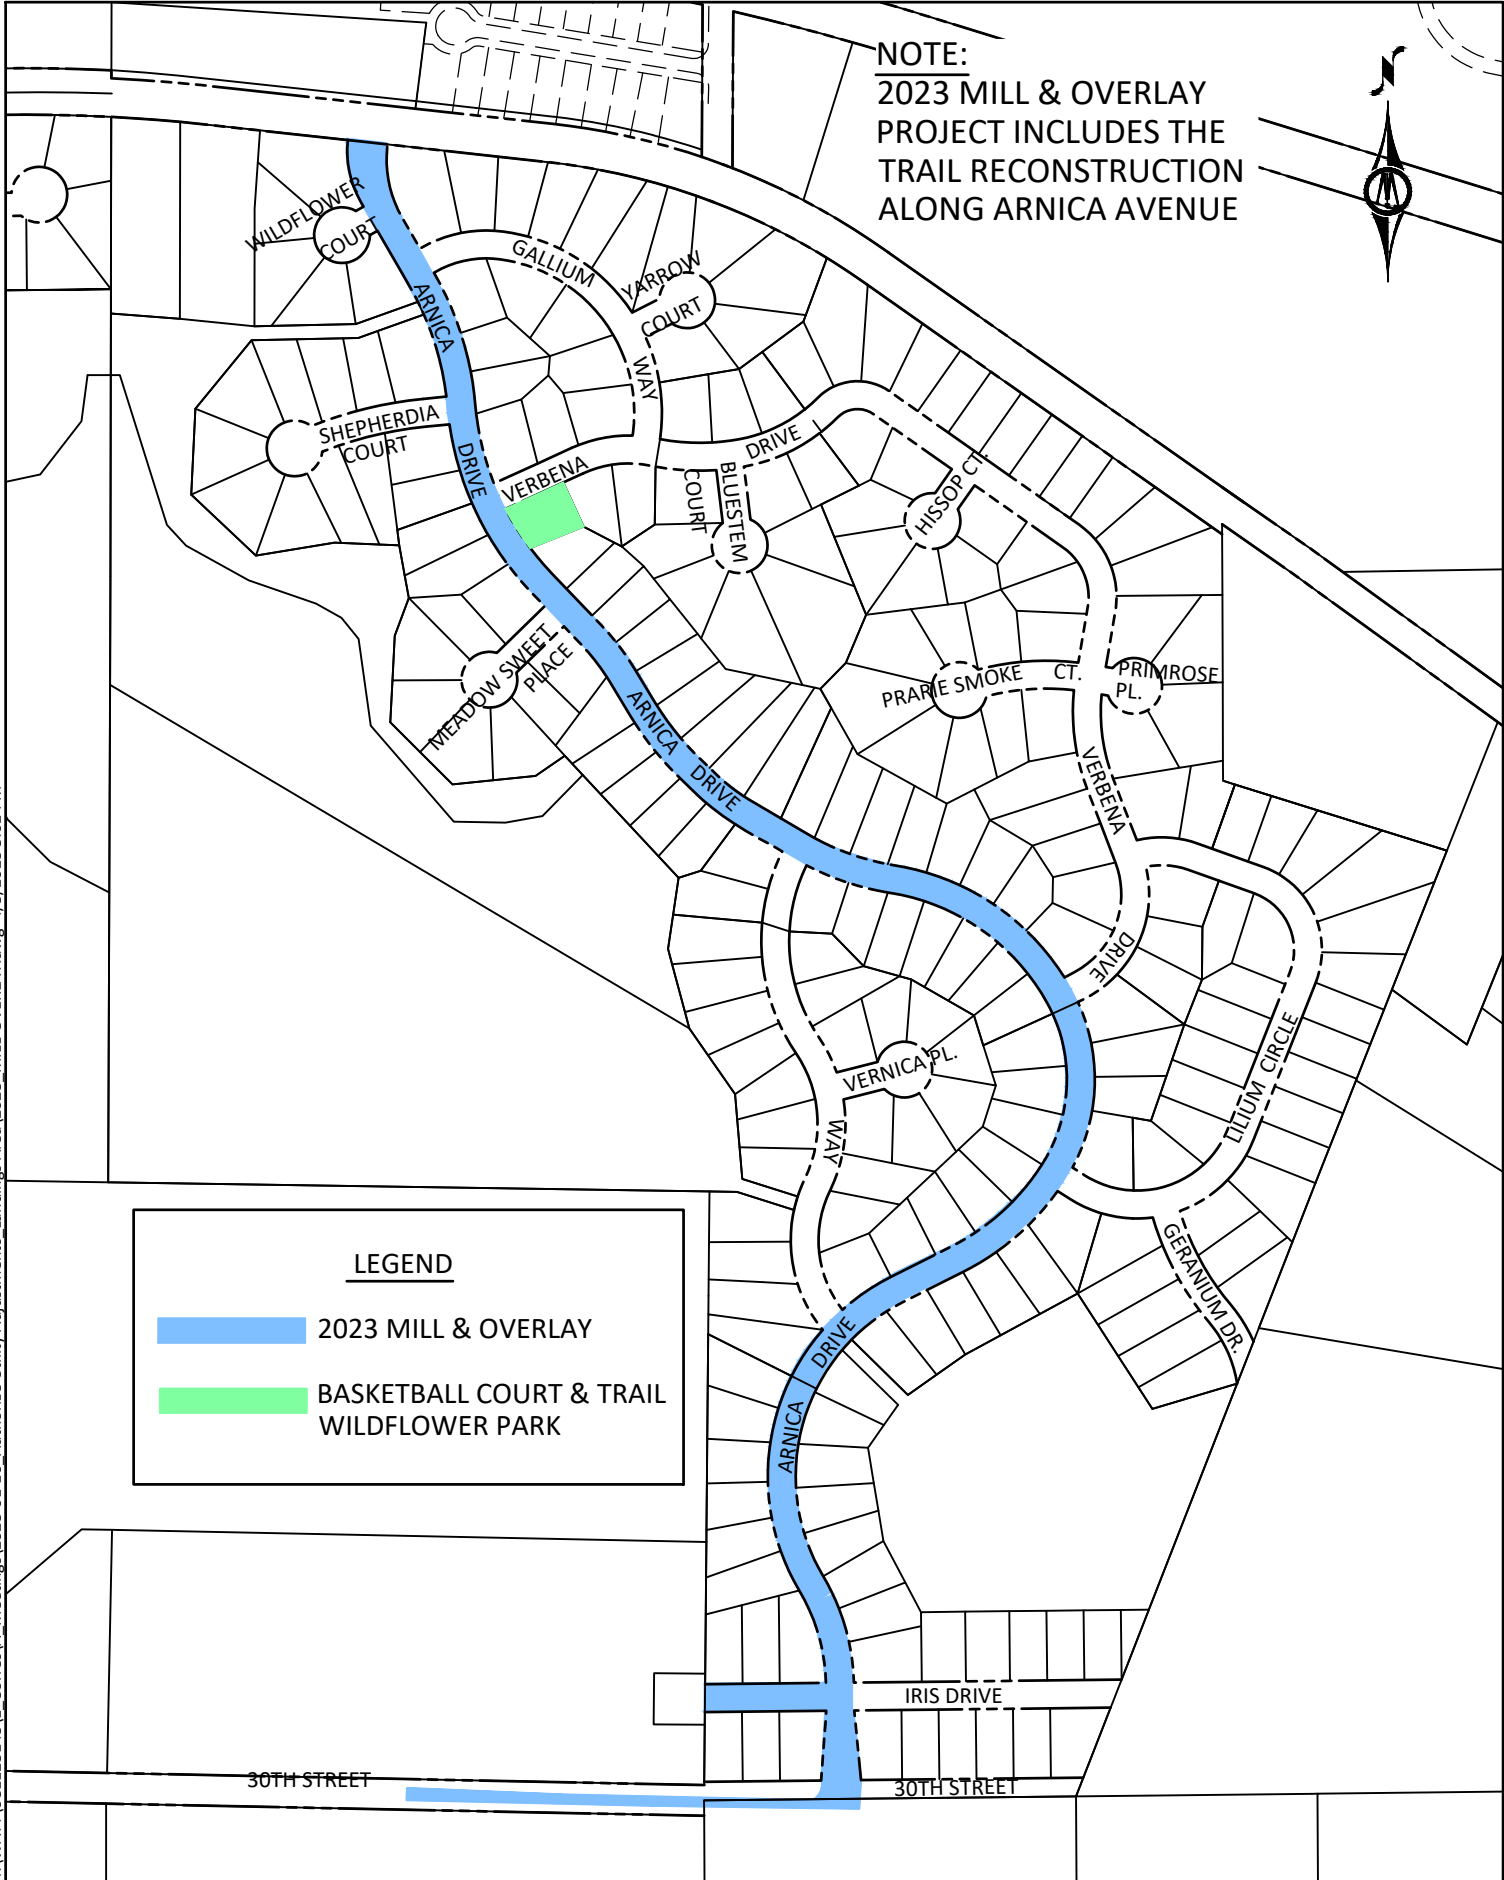 NOTE:
2023 MILL & OVERLAY
PROJECT INCLUDES THE
TRAIL RECONSTRUCTION
ALONG ARNICA AVENUE
N
WILDFLOWER
COURT
GALLIUM
WAY
YARROW
COURT
ARNICA
DRIVE
SHEPHERDIA
COURT
VERBENA
DRIVE
BLUESTEM
COURT
HISSOP CT.
MEADOW SWEET
PLACE
PRARIE SMOKE CT.
PRIMROSE
PL.
ARNICA
DRIVE
VERBENA
DRIVE
VERNICA PL.
WAY
LILIUM CIRCLE
GERANIUM DR.
LEGEND
2023 MILL & OVERLAY
BASKETBALL COURT & TRAIL
WILDFLOWER PARK
DRIVE
ARNICA
IRIS DRIVE
30TH STREET
30TH STREET